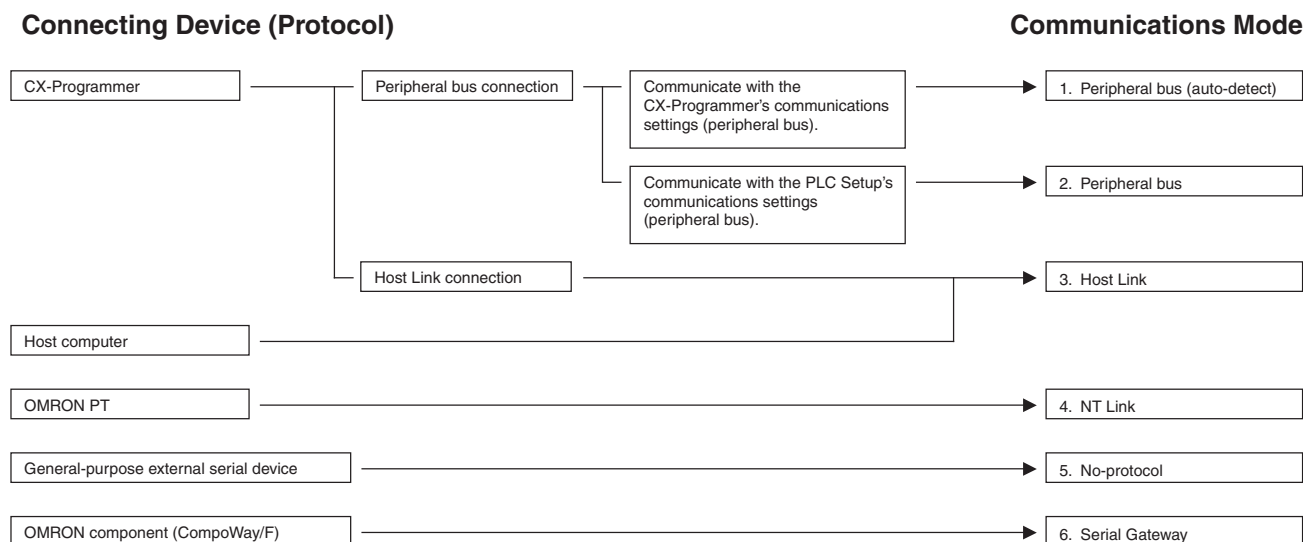 Connecting Device (Protocol)
Communications Mode
CX-Programmer
Peripheral bus connection
Communicate with the
CX-Programmer's communications
settings (peripheral bus).
1. Peripheral bus (auto-detect)
Communicate with the PLC Setup's
communications settings
(peripheral bus).
2. Peripheral bus
Host Link connection
3. Host Link
Host computer
OMRON PT
4. NT Link
General-purpose external serial device
5. No-protocol
OMRON component (CompoWay/F)
6. Serial Gateway